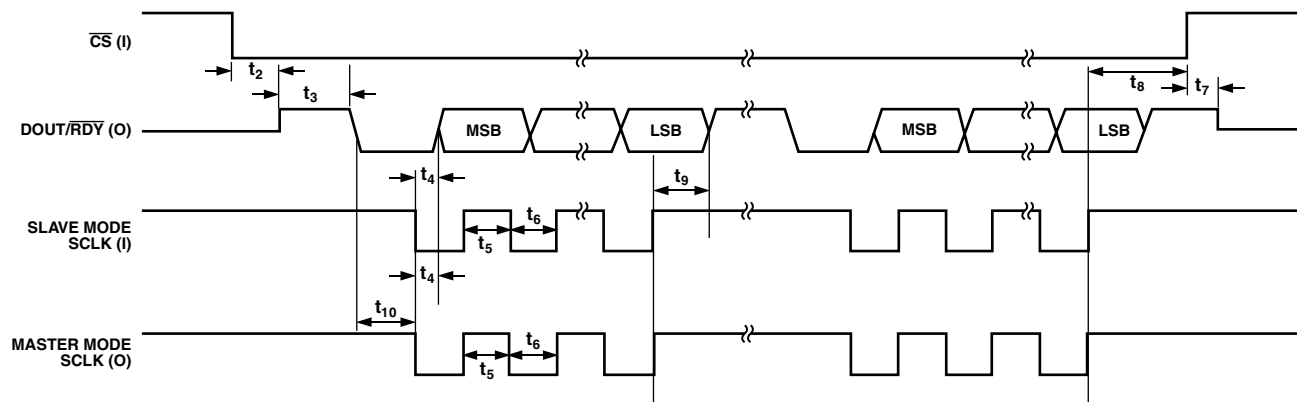 CS (I)
t2
t3
t8
t7
DOUT/RDY (O)
MSB
LSB
MSB
LSB
t4
t9
SLAVE MODE
SCLK (I)
t5
t6
t4
t10
MASTER MODE
SCLK (O)
t5
t6